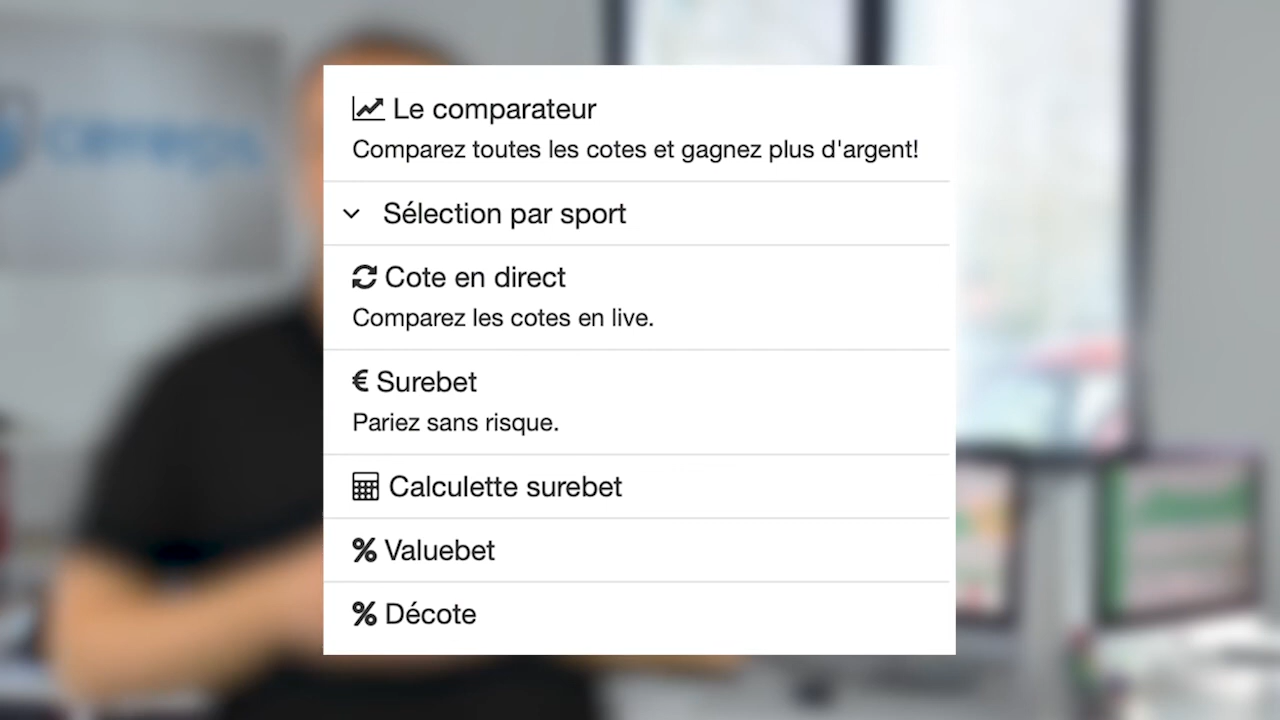 Le comparateur
Comparez toutes les cotes et gagnez plus d'argent!
Sélection par sport
Cote en direct
Comparez les cotes en live.
€ Surebet
Pariez sans risque.
Calculette surebet
% Valuebet
% Décote